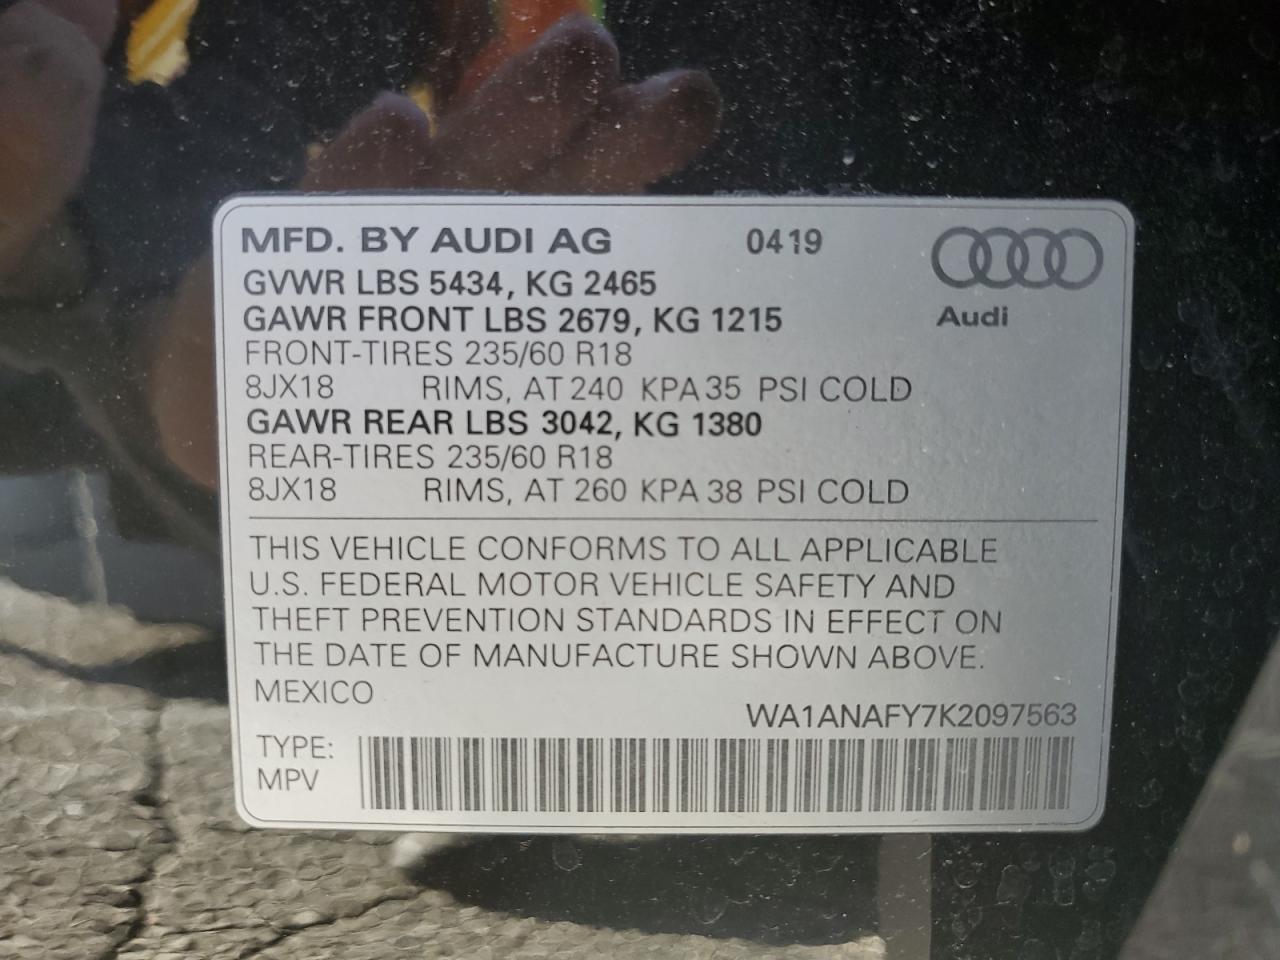 MFD. BY AUDI AG 0419
GVWR LBS 5434, KG 2465
GAWR FRONT LBS 2679, KG 1215
Audi
FRONT-TIRES 235/60 R18
8JX18 RIMS, AT 240 KPA 35 PSI COLD
GAWR REAR LBS 3042, KG 1380
REAR-TIRES 235/60 R18
8JX18 RIMS, AT 260 KPA 38 PSI COLD
THIS VEHICLE CONFORMS TO ALL APPLICABLE
U.S. FEDERAL MOTOR VEHICLE SAFETY AND
THEFT PREVENTION STANDARDS IN EFFECT ON
THE DATE OF MANUFACTURE SHOWN ABOVE.
MEXICO
WA1ANAFY7K2097563
TYPE:
MPV